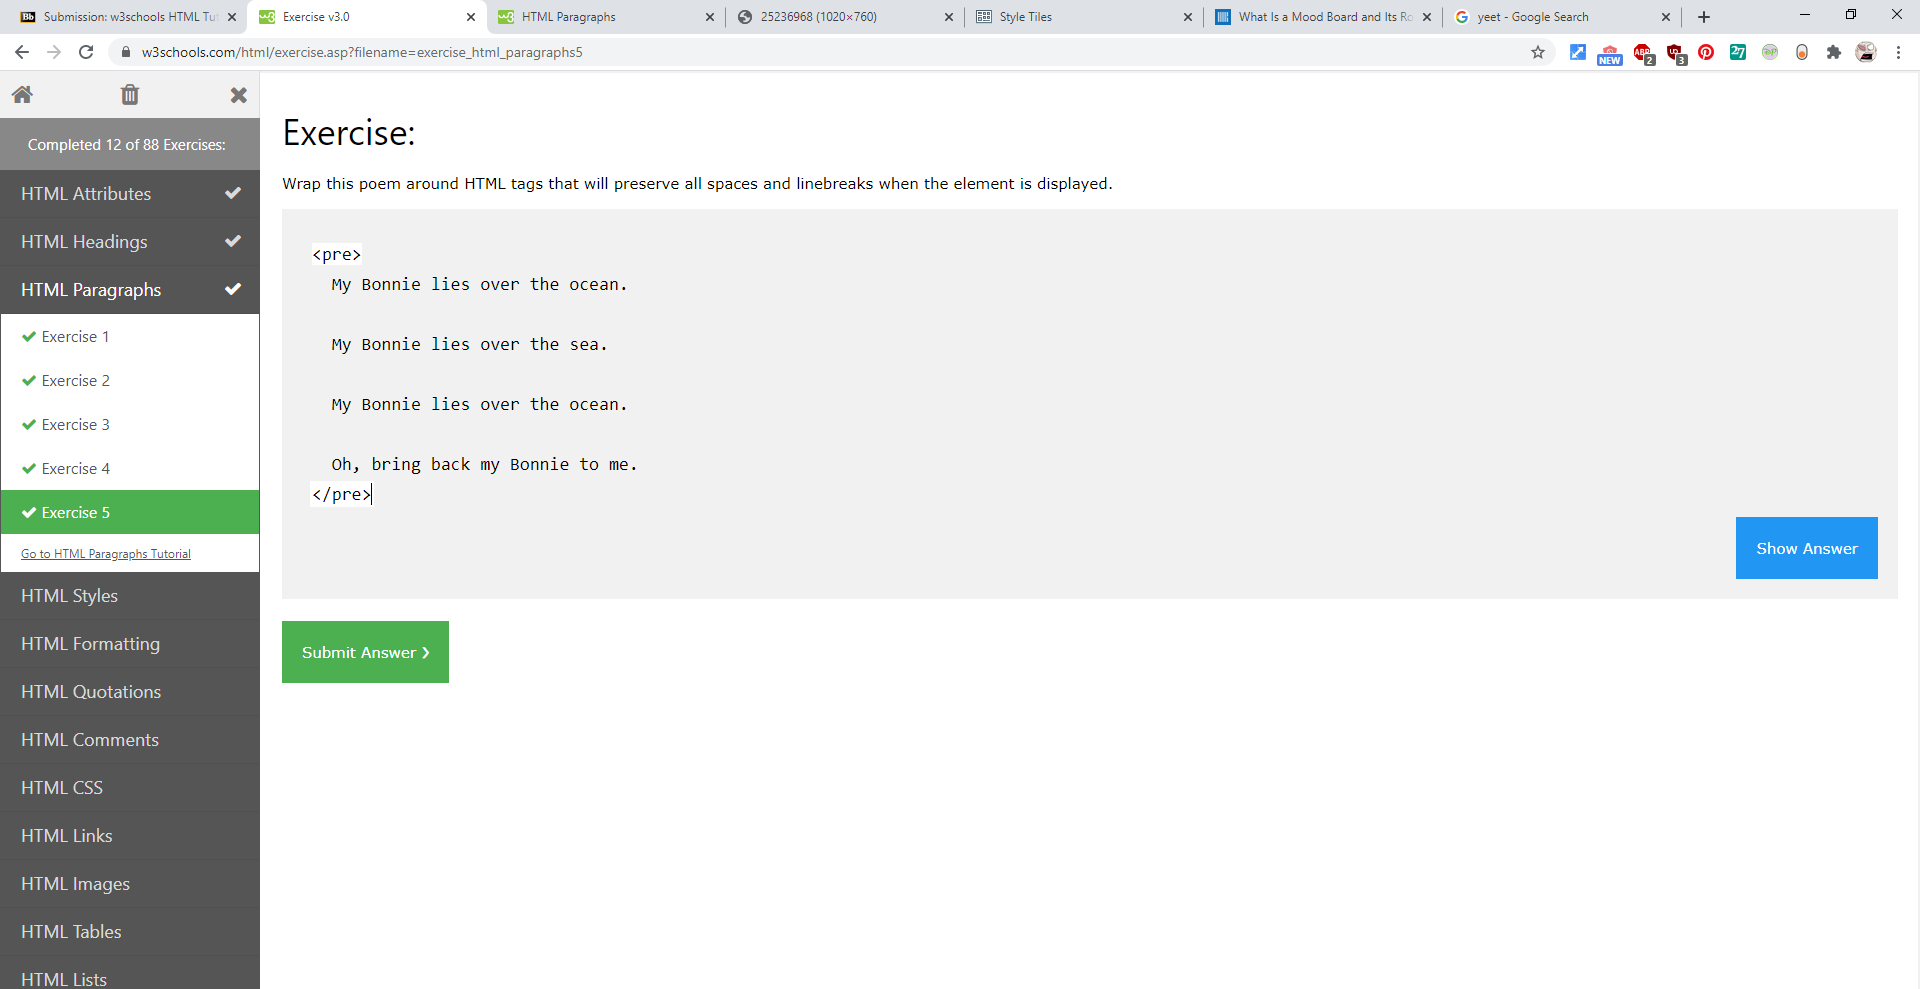 Submission: w3schools HTML Tut
Exercise v3.0
HTML Paragraphs
25236968 (1020×760)
Style Tiles
What Is a Mood Board and Its Ro
yeet - Google Search
w3schools.com/html/exercise.asp?filename=exercise_html_paragraphs5
Completed 12 of 88 Exercises:
HTML Attributes
HTML Headings
HTML Paragraphs
Exercise 1
Exercise 2
Exercise 3
Exercise 4
Exercise 5
Go to HTML Paragraphs Tutorial
HTML Styles
HTML Formatting
HTML Quotations
HTML Comments
HTML CSS
HTML Links
HTML Images
HTML Tables
HTML Lists
Exercise:
Wrap this poem around HTML tags that will preserve all spaces and linebreaks when the element is displayed.
<pre>
My Bonnie lies over the ocean.
My Bonnie lies over the sea.
My Bonnie lies over the ocean.
Oh, bring back my Bonnie to me.
</pre>
Show Answer
Submit Answer ❯